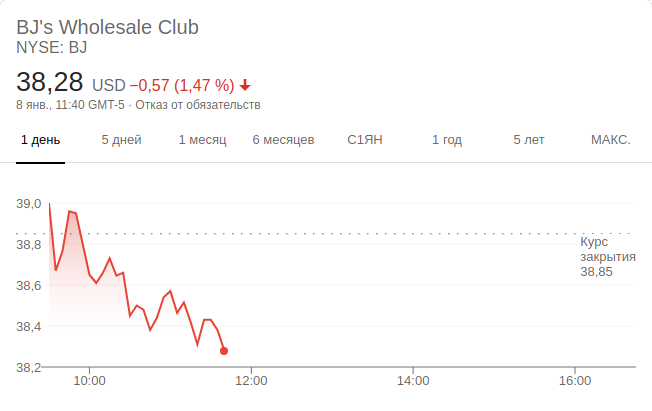 BJ's Wholesale Club
NYSE: BJ
38,28 USD −0,57 (1,47 %)
8 янв., 11:40 GMT-5 · Отказ от обязательств
1 день 5 дней 1 месяц 6 месяцев С1ЯН 1 год 5 лет МАКС.
39,0
38,8
38,6
38,4
38,2
Курс
закрытия
38,85
10:00 12:00 14:00 16:00